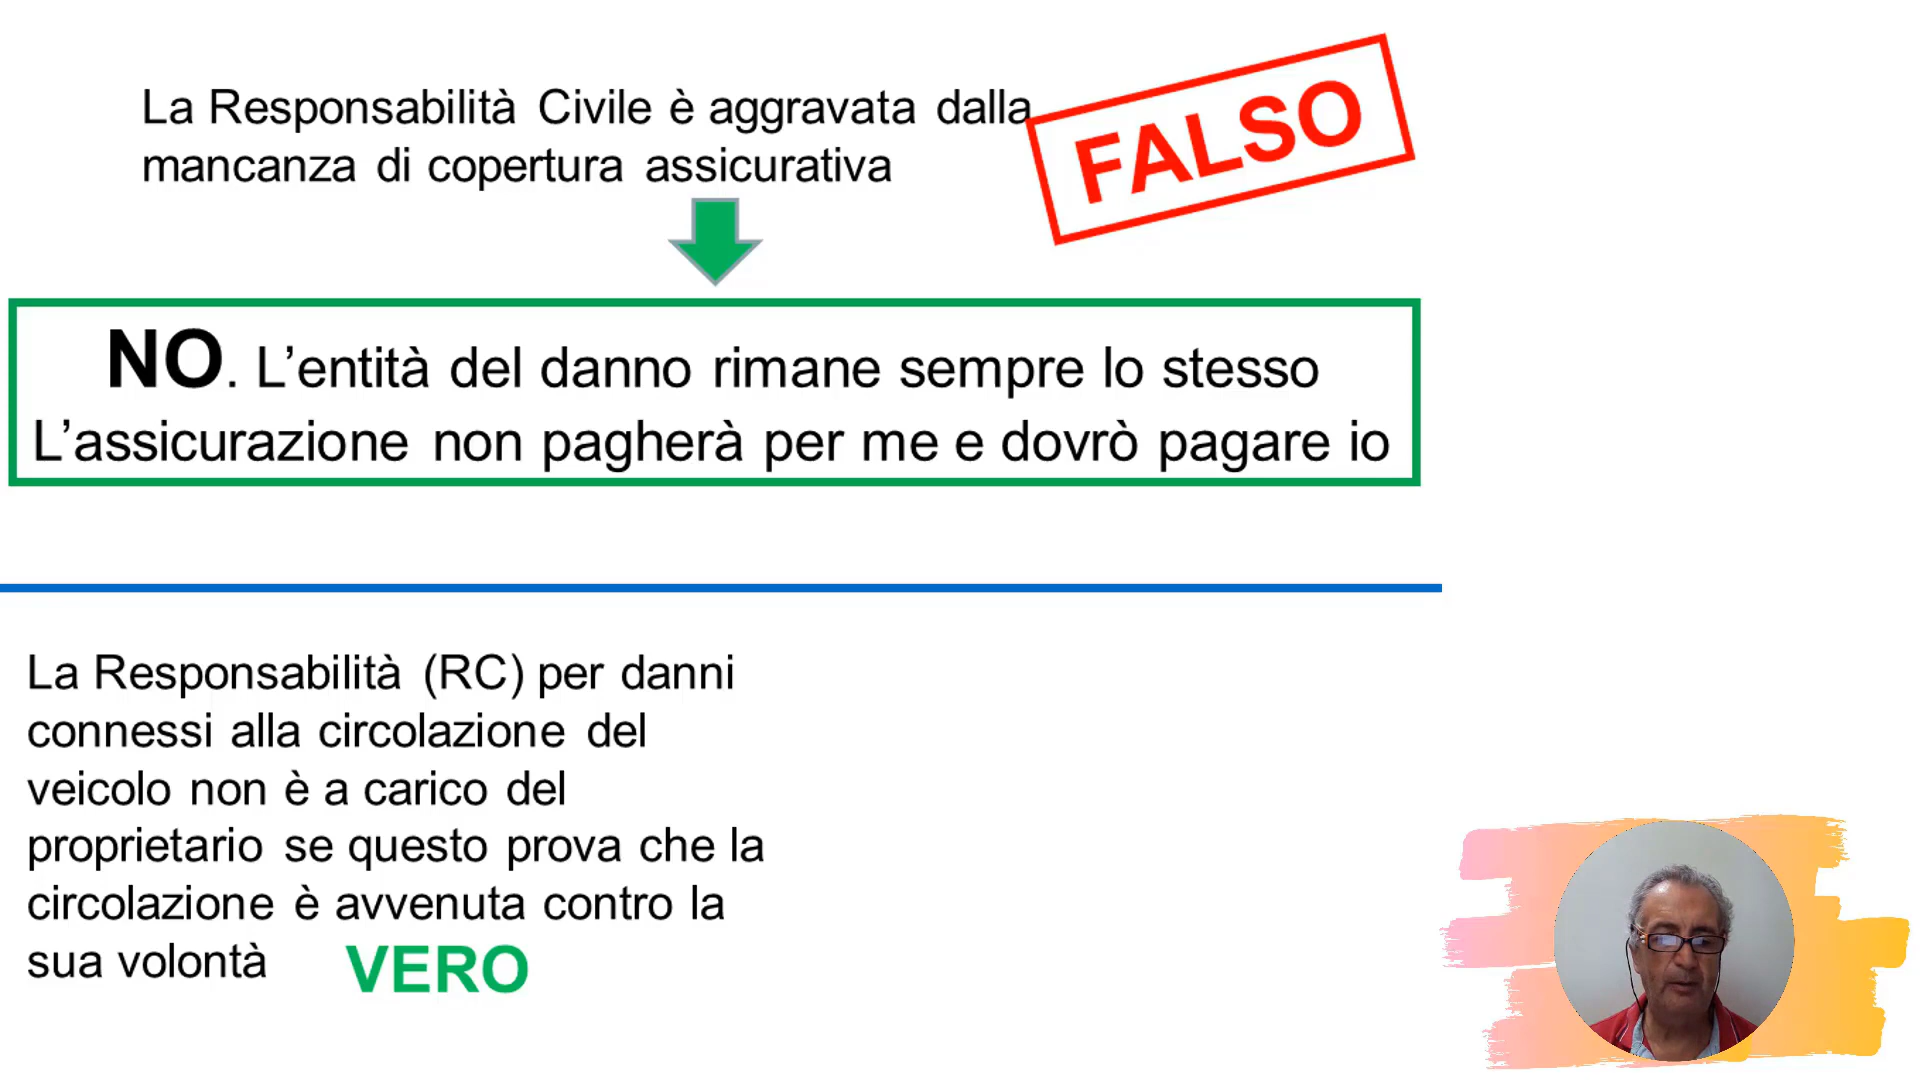 La Responsabilità Civile è aggravata dalla
mancanza di copertura assicurativa
FALSO
NO. L’entità del danno rimane sempre lo stesso
L’assicurazione non pagherà per me e dovrò pagare io
La Responsabilità (RC) per danni
connessi alla circolazione del
veicolo non è a carico del
proprietario se questo prova che la
circolazione è avvenuta contro la
sua volontà VERO